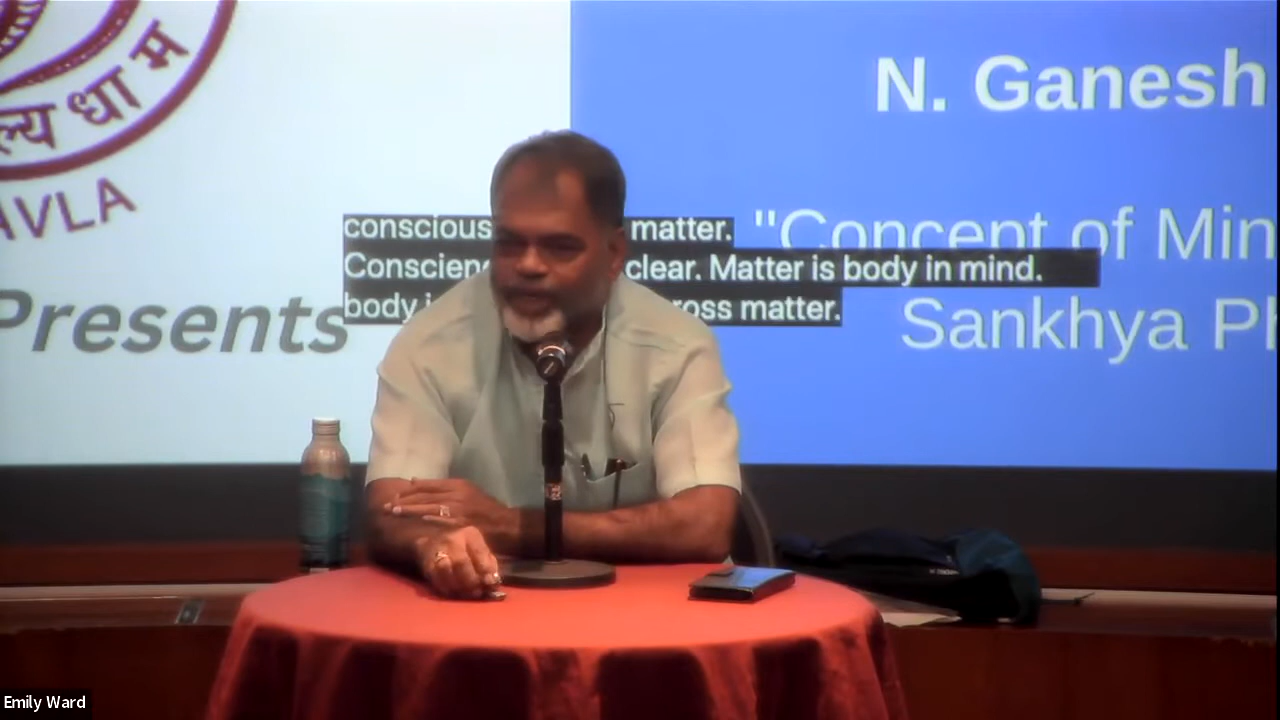 ल्य धा म
AVLA
Presents
N. Ganesh
"Concept of Min
Sankhya Ph
conscious matter.
Conscien clear. Matter is body in mind.
body ross matter.
Emily Ward